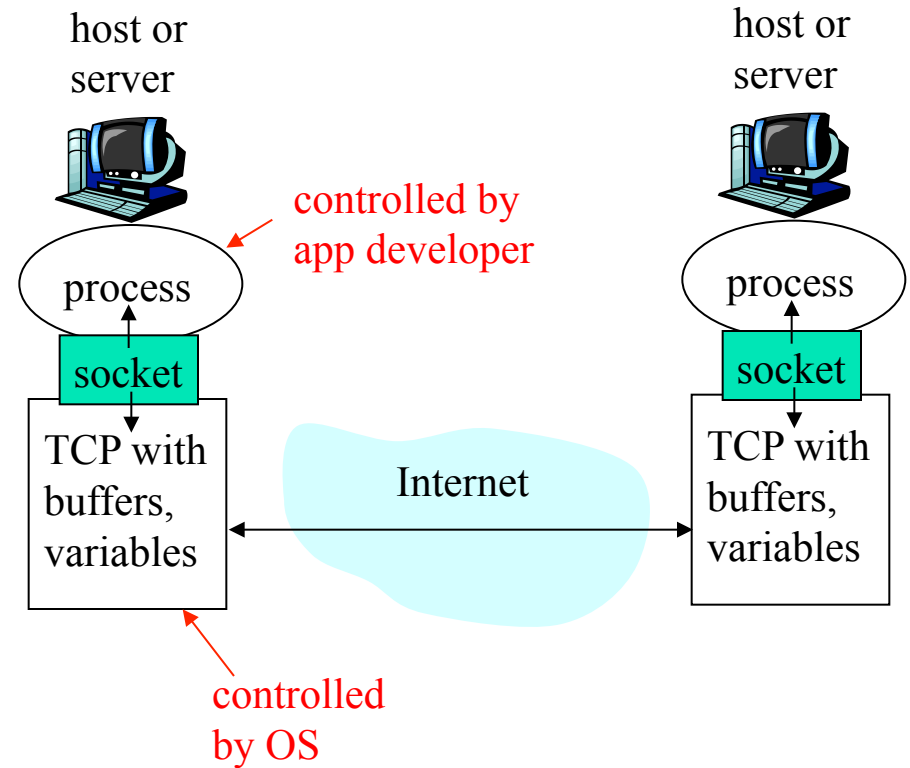 host or
server
host or
server
controlled by
app developer
process
process
socket
socket
TCP with
buffers,
variables
Internet
TCP with
buffers,
variables
controlled
by OS